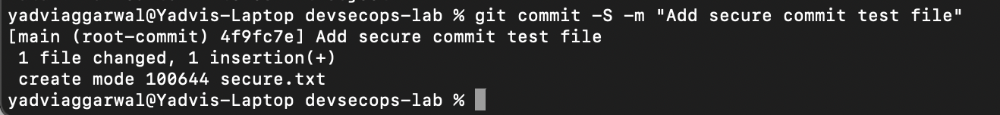 yadviaggarwal@Yadvis-Laptop devsecops-lab % git commit -S -m "Add secure commit test file"
[main (root-commit) 4f9fc7e] Add secure commit test file
 1 file changed, 1 insertion(+)
 create mode 100644 secure.txt
yadviaggarwal@Yadvis-Laptop devsecops-lab %